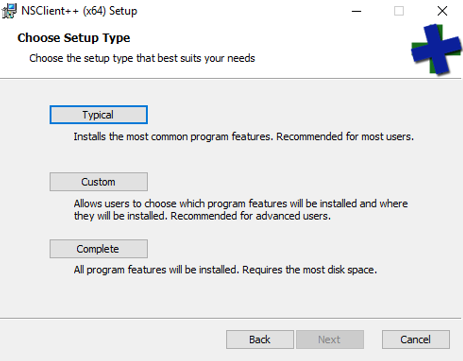 NSClient++ (x64) Setup
Choose Setup Type
Choose the setup type that best suits your needs
Typical
Installs the most common program features. Recommended for most users.
Custom
Allows users to choose which program features will be installed and where
they will be installed. Recommended for advanced users.
Complete
All program features will be installed. Requires the most disk space.
Back Next Cancel